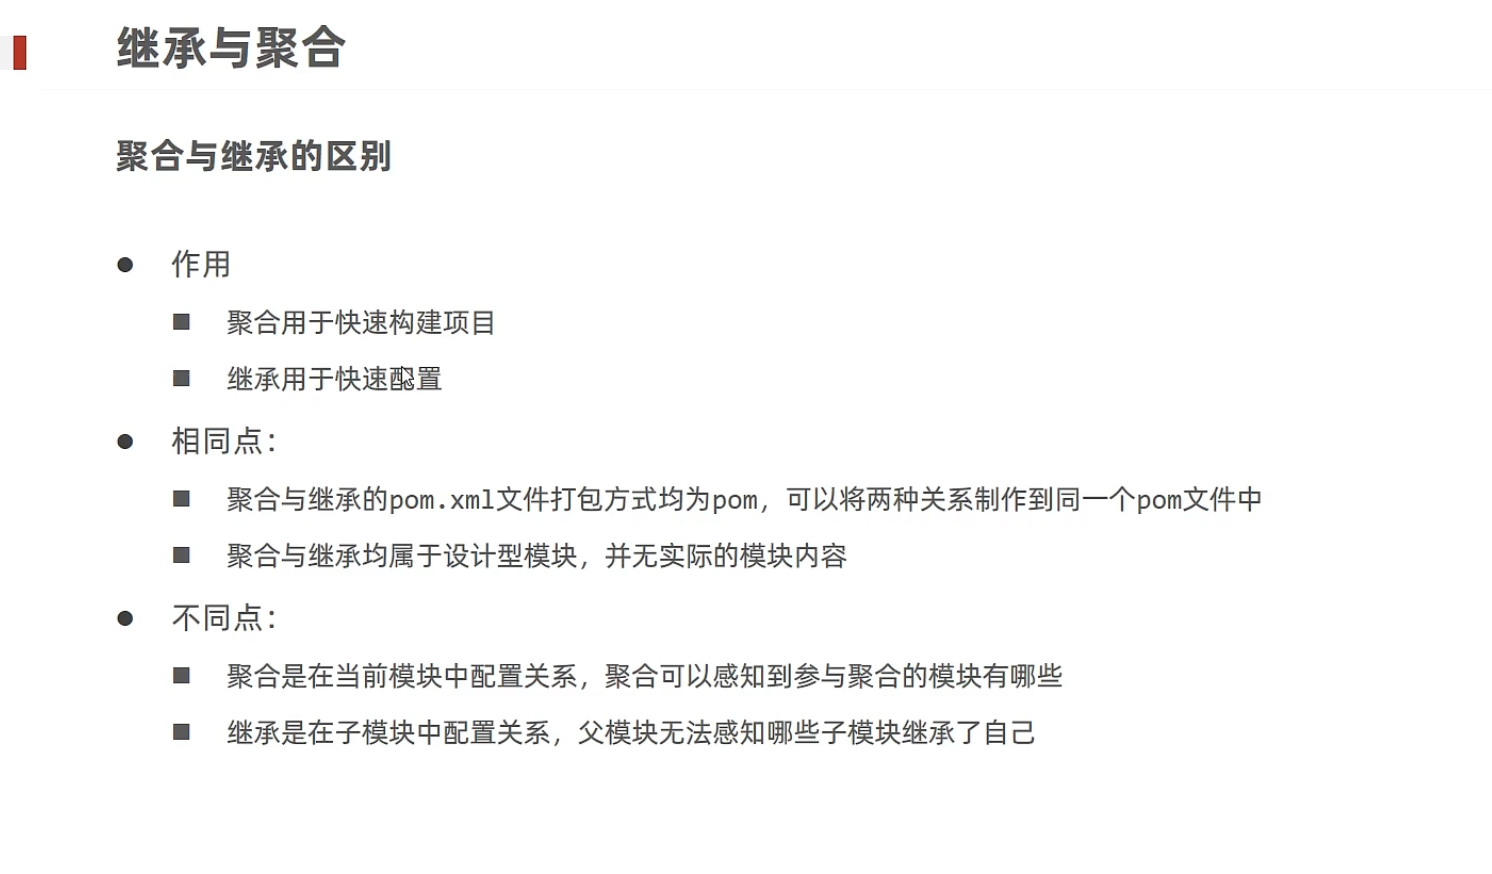 继承与聚合
聚合与继承的区别
作用
聚合用于快速构建项目
继承用于快速配置
相同点：
聚合与继承的pom.xml文件打包方式均为pom，可以将两种关系制作到同一个pom文件中
聚合与继承均属于设计型模块，并无实际的模块内容
不同点：
聚合是在当前模块中配置关系，聚合可以感知到参与聚合的模块有哪些
继承是在子模块中配置关系，父模块无法感知哪些子模块继承了自己